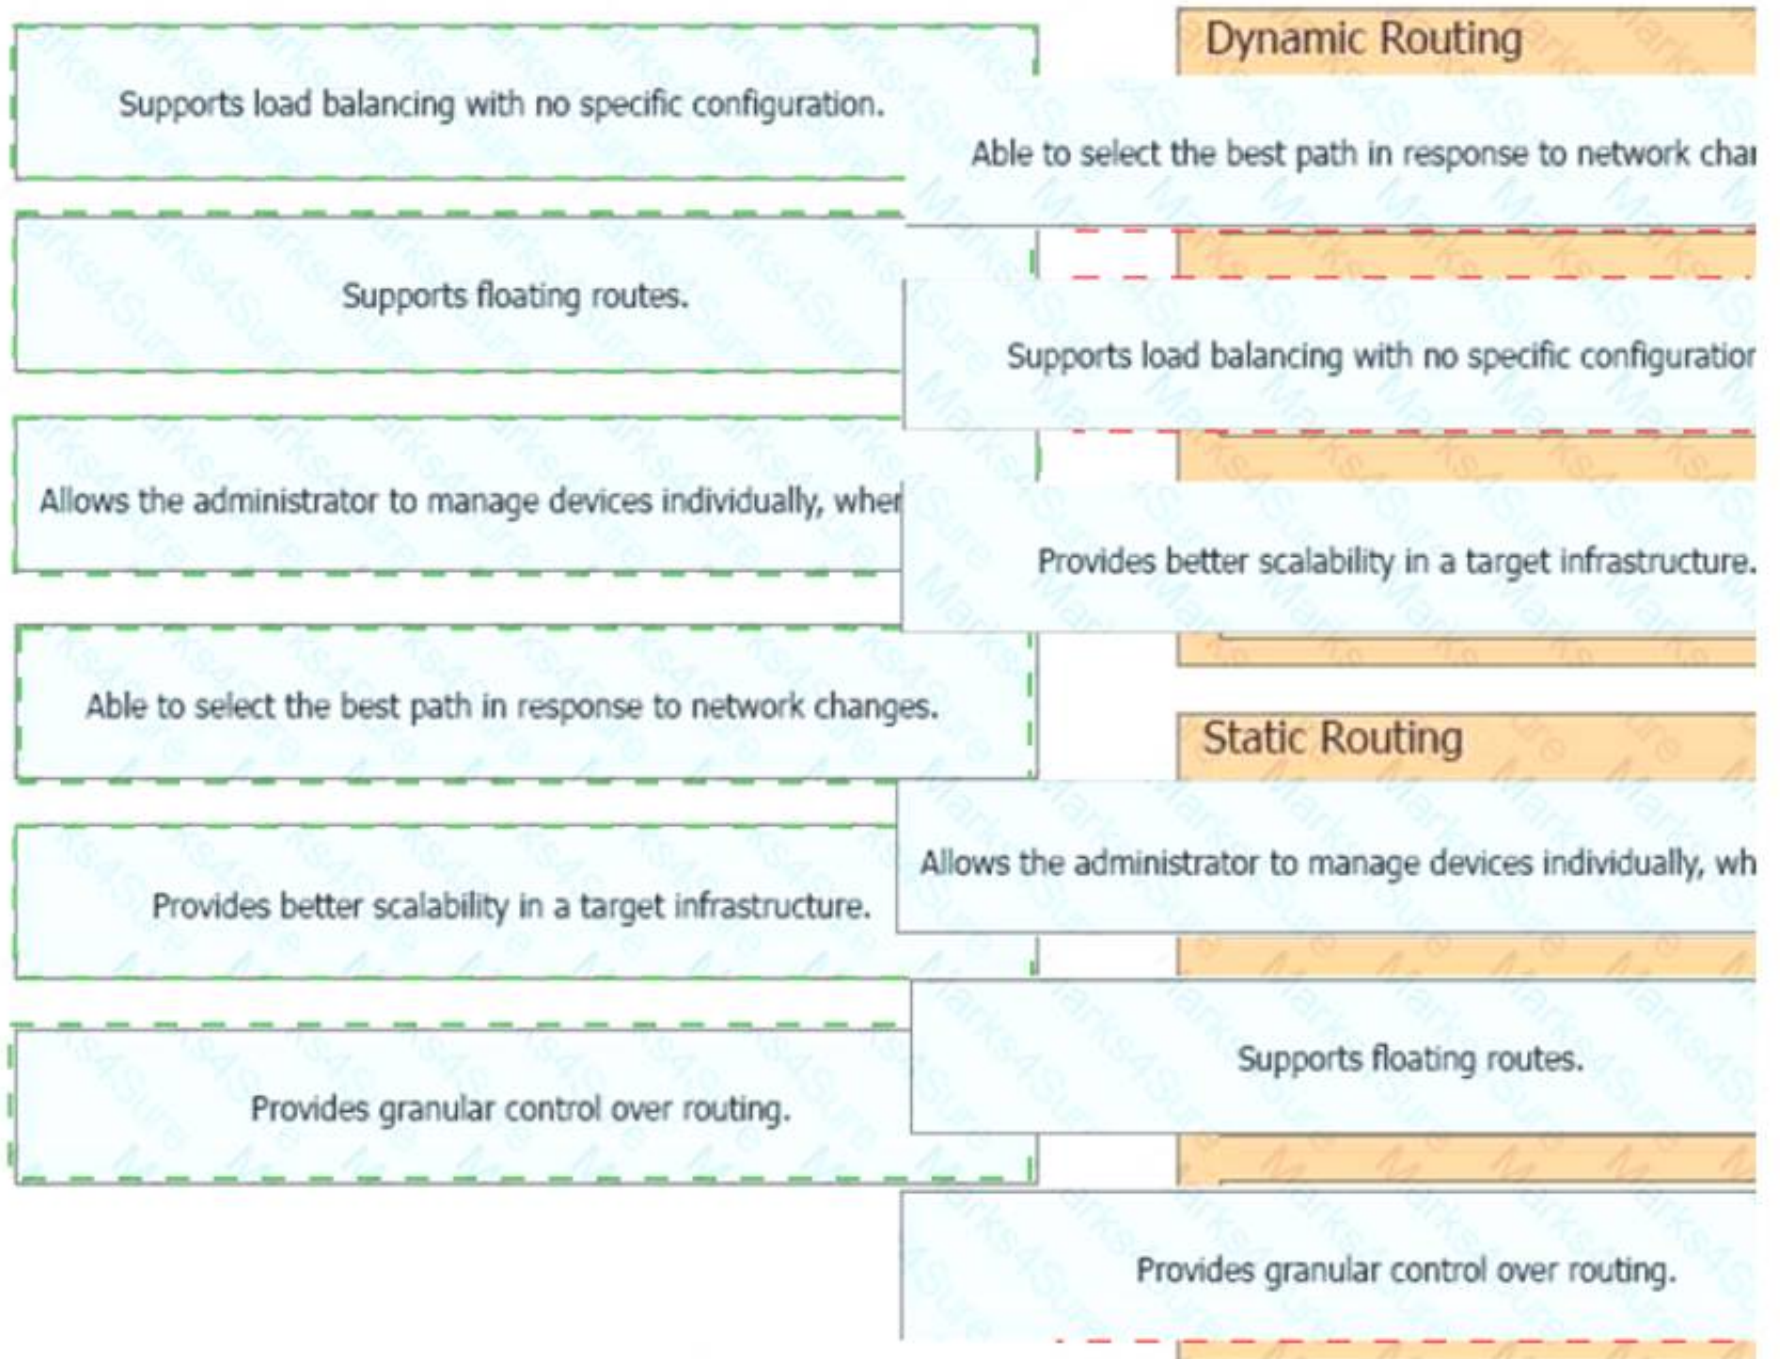 Supports load balancing with no specific configuration.
Supports floating routes.
Allows the administrator to manage devices individually, wher
Able to select the best path in response to network changes.
Provides better scalability in a target infrastructure.
Provides granular control over routing.
Dynamic Routing
Able to select the best path in response to network chan
Supports load balancing with no specific configuration
Provides better scalability in a target infrastructure.
Static Routing
Allows the administrator to manage devices individually, wh
Supports floating routes.
Provides granular control over routing.